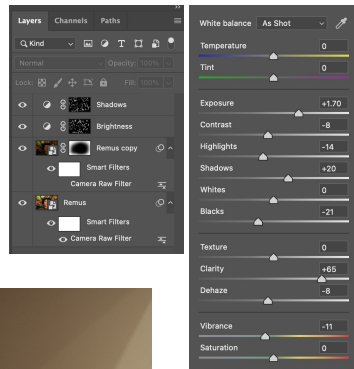 Layers Channels Paths
Kind
Normal Opacity: 100%
Lock: Fill: 100%
Shadows
Brightness
Remus copy
Smart Filters
Camera Raw Filter
Remus
Smart Filters
Camera Raw Filter
White balance As Shot
Temperature 0
Tint 0
Exposure +1.70
Contrast -8
Highlights -14
Shadows +20
Whites 0
Blacks -21
Texture 0
Clarity +65
Dehaze -8
Vibrance -11
Saturation 0